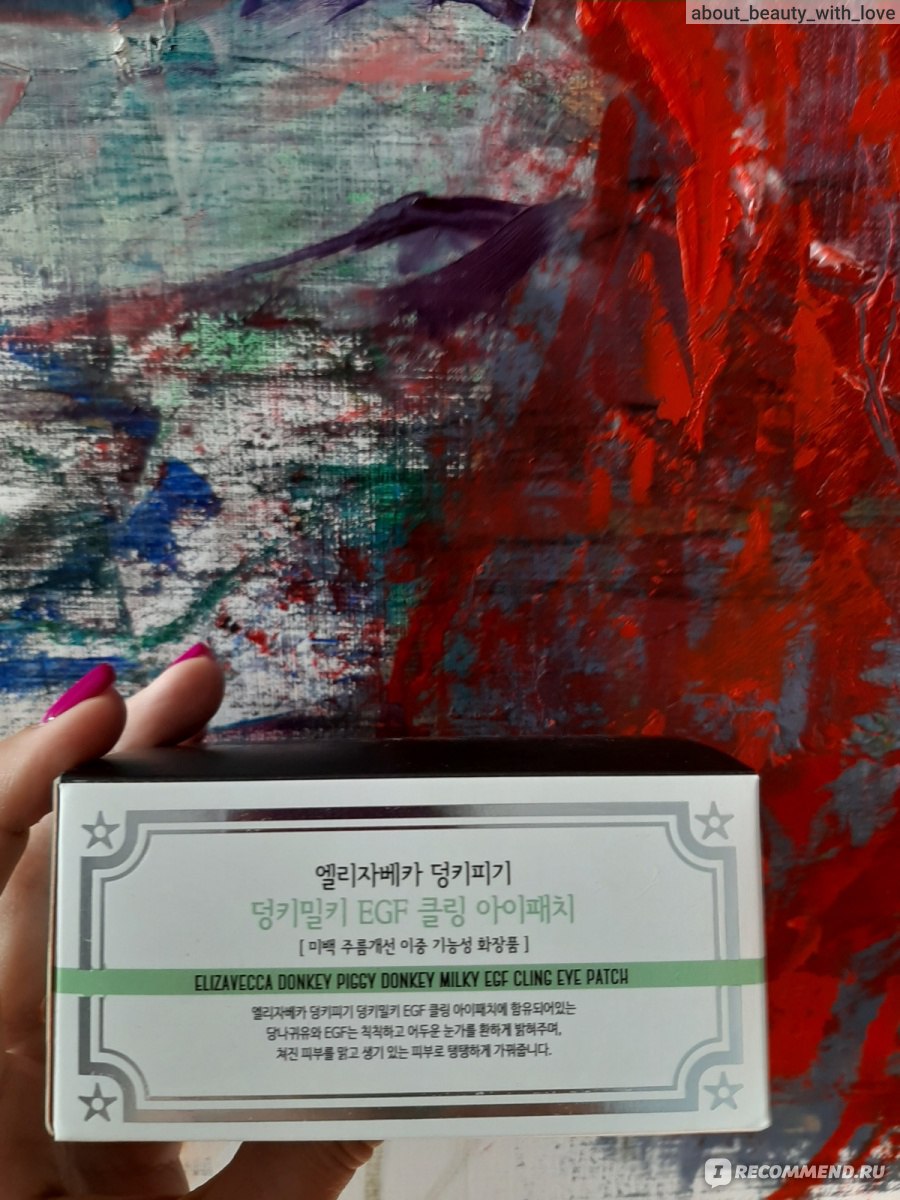 about_beauty_with_love
엘리자베카 덩키피기
덩키밀키 EGF 클링 아이패치
[ 미백 주름개선 이중 기능성 화장품 ]
ELIZAVECCA DONKEY PIGGY DONKEY MILKY EGF CLING EYE PATCH
엘리자베카 덩키피기 덩키밀키 EGF 클링 아이패치에 함유되어있는
당나귀유와 EGF는 칙칙하고 어두운 눈가를 환하게 밝혀주며,
쳐진 피부를 맑고 생기 있는 피부로 탱탱하게 가꿔줍니다.
I RECOMMEND.RU